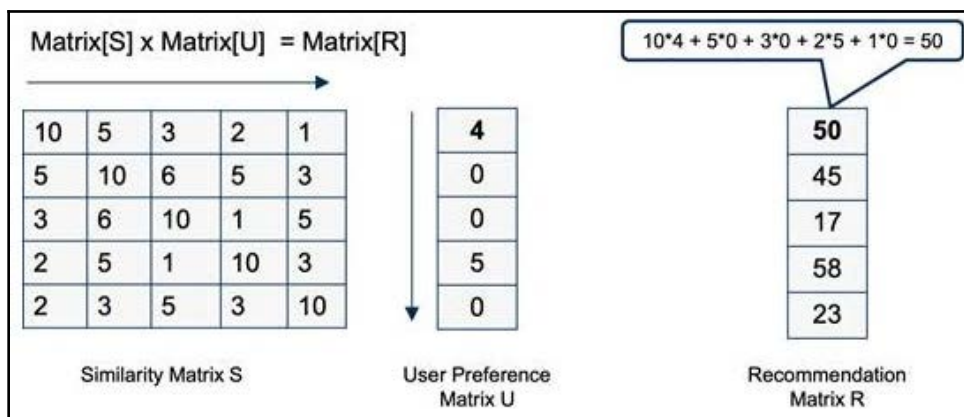 Matrix[S] x Matrix[U] = Matrix[R]
10*4 + 5*0 + 3*0 + 2*5 + 1*0 = 50
10 5 3 2 1
5 10 6 5 3
3 6 10 1 5
2 5 1 10 3
2 3 5 3 10
4
0
0
5
0
50
45
17
58
23
Similarity Matrix S
User Preference
Matrix U
Recommendation
Matrix R